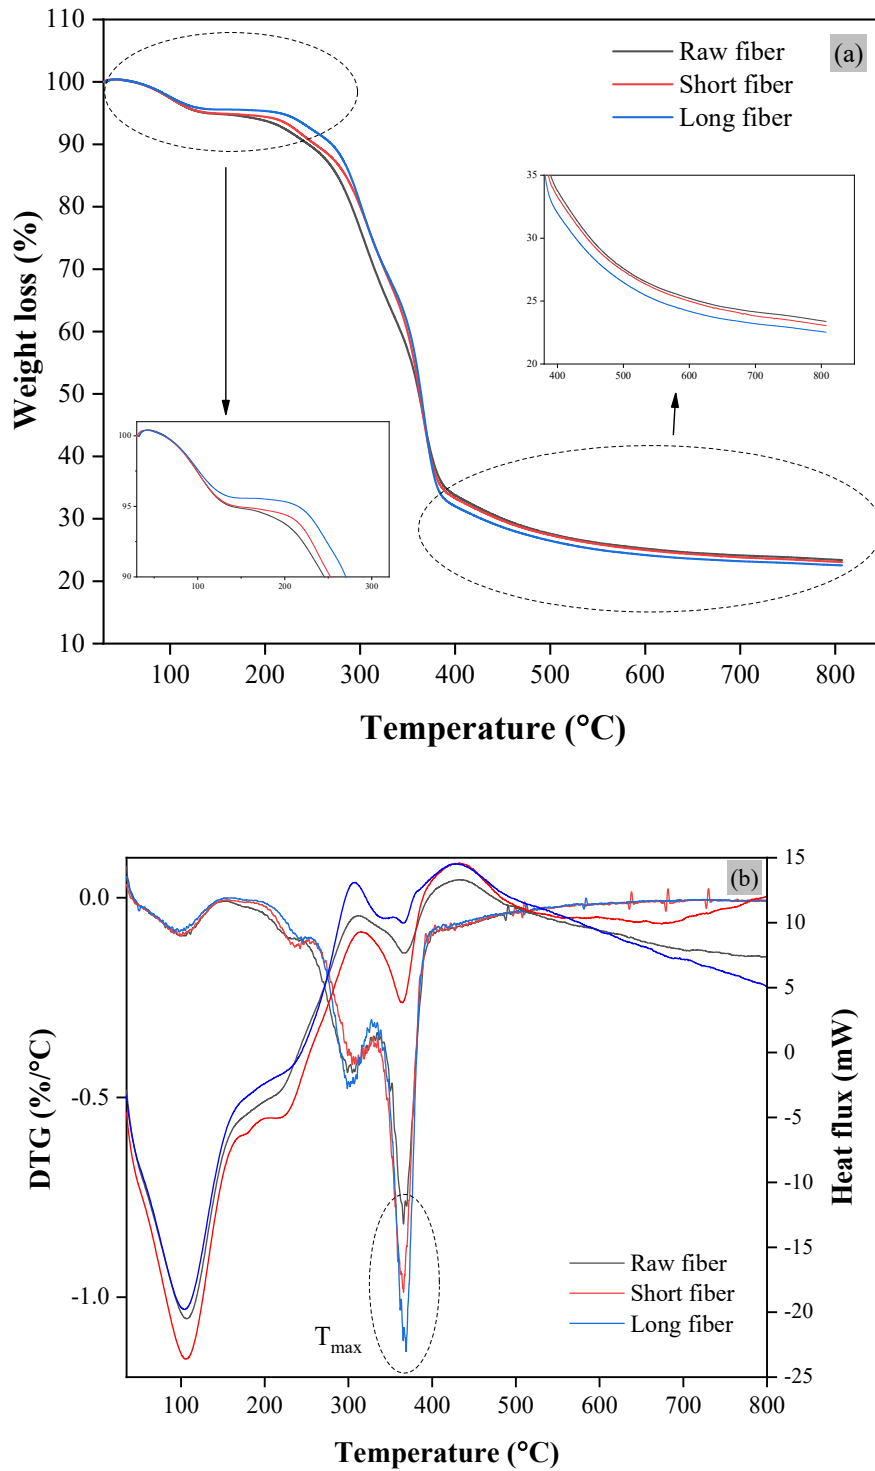 110
100
90
80
70
60
50
40
30
20
10
Weight loss (%)
Raw fiber
Short fiber
Long fiber
(a)
35
30
25
20
400 500 600 700 800
100
95
90
100 200 300
100 200 300 400 500 600 700 800
Temperature (°C)
0.0
-0.5
-1.0
DTG (%/°C)
15
10
5
0
-5
-10
-15
-20
-25
Heat flux (mW)
(b)
Raw fiber
Short fiber
Long fiber
Tmax
100 200 300 400 500 600 700 800
Temperature (°C)